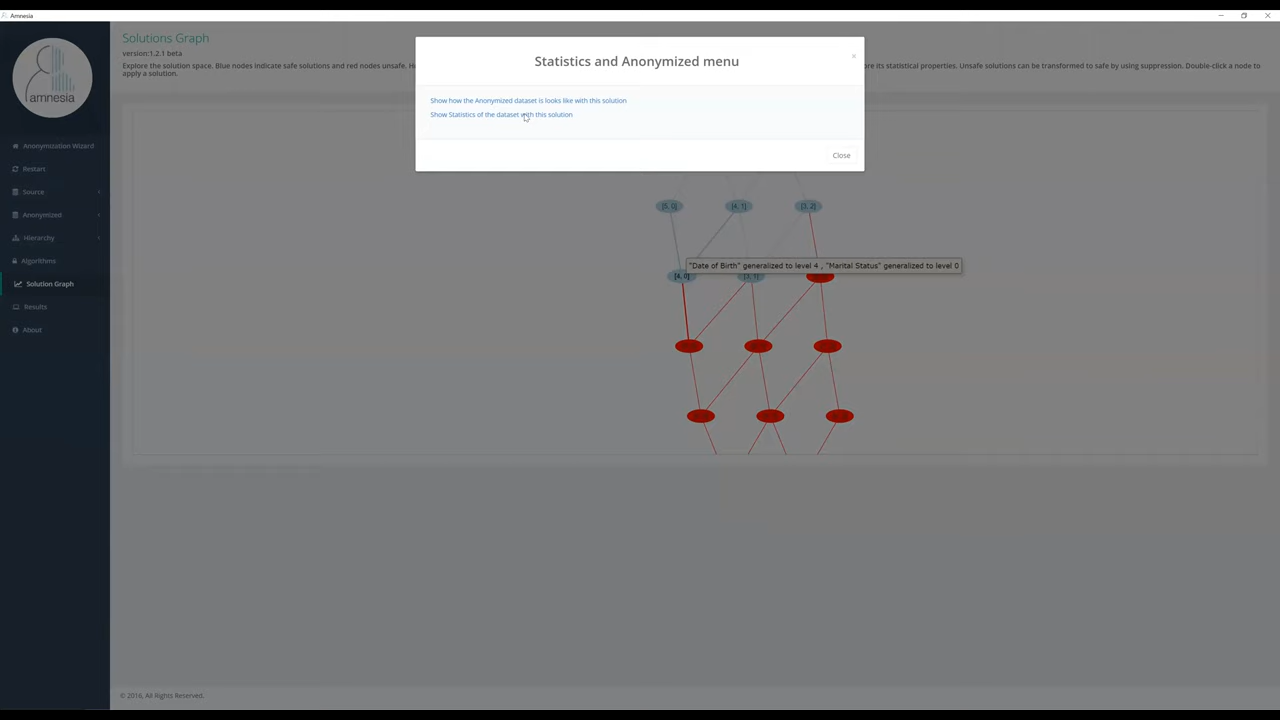 Amnesia
Solutions Graph
version:1.2.1 beta
Explore the solution space. Blue nodes indicate safe solutions and red nodes unsafe. H
ore its statistical properties. Unsafe solutions can be transformed to safe by using suppression. Double-click a node to
apply a solution.
amnesia
Anonymization Wizard
Restart
Source
Anonymized
Hierarchy
Algorithms
Solution Graph
Results
About
Statistics and Anonymized menu
×
Show how the Anonymized dataset is looks like with this solution
Show Statistics of the dataset with this solution
Close
[5, 0]
[4, 1]
[3, 2]
"Date of Birth" generalized to level 4 , "Marital Status" generalized to level 0
[4, 0]
[3, 1]
© 2016, All Rights Reserved.